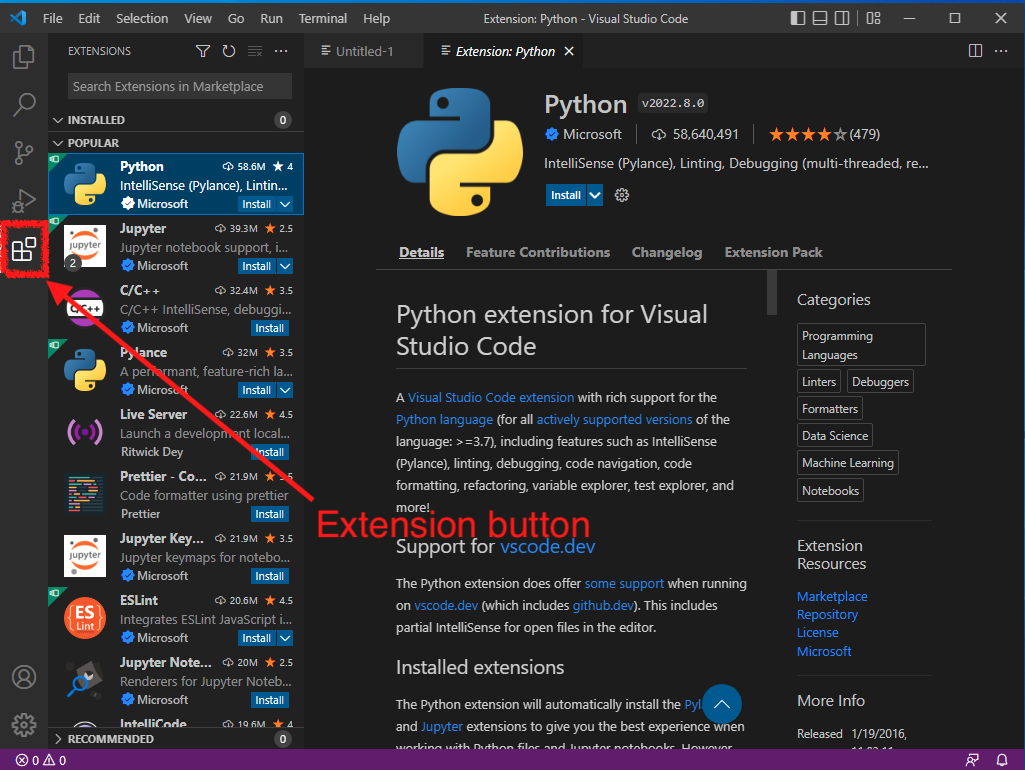 File Edit Selection View Go Run Terminal Help
Extension: Python - Visual Studio Code
EXTENSIONS
Search Extensions in Marketplace
INSTALLED 0
POPULAR
Python 58.6M ★ 4
IntelliSense (Pylance), Lintin...
Microsoft Install
Jupyter 39.3M ★ 2.5
Jupyter notebook support, i...
Microsoft Install
jupyter
2
C/C++ 32.4M ★ 3.5
C/C++ IntelliSense, debuggi...
Microsoft Install
C/C++
Pylance 32M ★ 3.5
A performant, feature-rich la...
Microsoft Install
Live Server 22.6M ★ 4.5
Launch a development local...
Ritwick Dey Install
Prettier - Co... 21.9M ★ 3.5
Code formatter using prettier
Prettier Install
Jupyter Key... 21.9M ★ 3.5
Jupyter keymaps for notebo...
Microsoft Install
jupyter
ESLint 20.6M ★ 4.5
Integrates ESLint JavaScript i...
Microsoft Install
ES
Lint
Jupyter Note... 20M ★ 2.5
Renderers for Jupyter Noteb...
Microsoft Install
IntelliCode 19.6M ★ 4
RECOMMENDED 0
Untitled-1
Extension: Python
Python v2022.8.0
Microsoft 58,640,491 ★★★★☆(479)
IntelliSense (Pylance), Linting, Debugging (multi-threaded, re...
Install
Details Feature Contributions Changelog Extension Pack
Python extension for Visual
Studio Code
A Visual Studio Code extension with rich support for the
Python language (for all actively supported versions of the
language: >=3.7), including features such as IntelliSense
(Pylance), linting, debugging, code navigation, code
formatting, refactoring, variable explorer, test explorer, and
more!
Extension button
Support for vscode.dev
The Python extension does offer some support when running
on vscode.dev (which includes github.dev). This includes
partial IntelliSense for open files in the editor.
Installed extensions
The Python extension will automatically install the
and Jupyter extensions to give you the best experience when
working with Python files and Jupyter notebooks. However,
Categories
Programming
Languages
Linters Debuggers
Formatters
Data Science
Machine Learning
Notebooks
Extension
Resources
Marketplace
Repository
License
Microsoft
More Info
Released 1/19/2016,
0 0